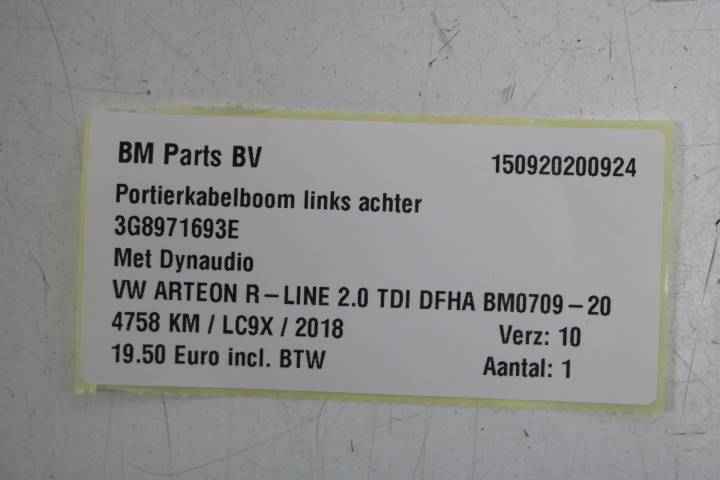 BM Parts BV 150920200924
Portierkabelboom links achter
3G8971693E
Met Dynaudio
VW ARTEON R-LINE 2.0 TDI DFHA BM0709-20
4758 KM / LC9X / 2018 Verz: 10
19.50 Euro incl. BTW Aantal: 1